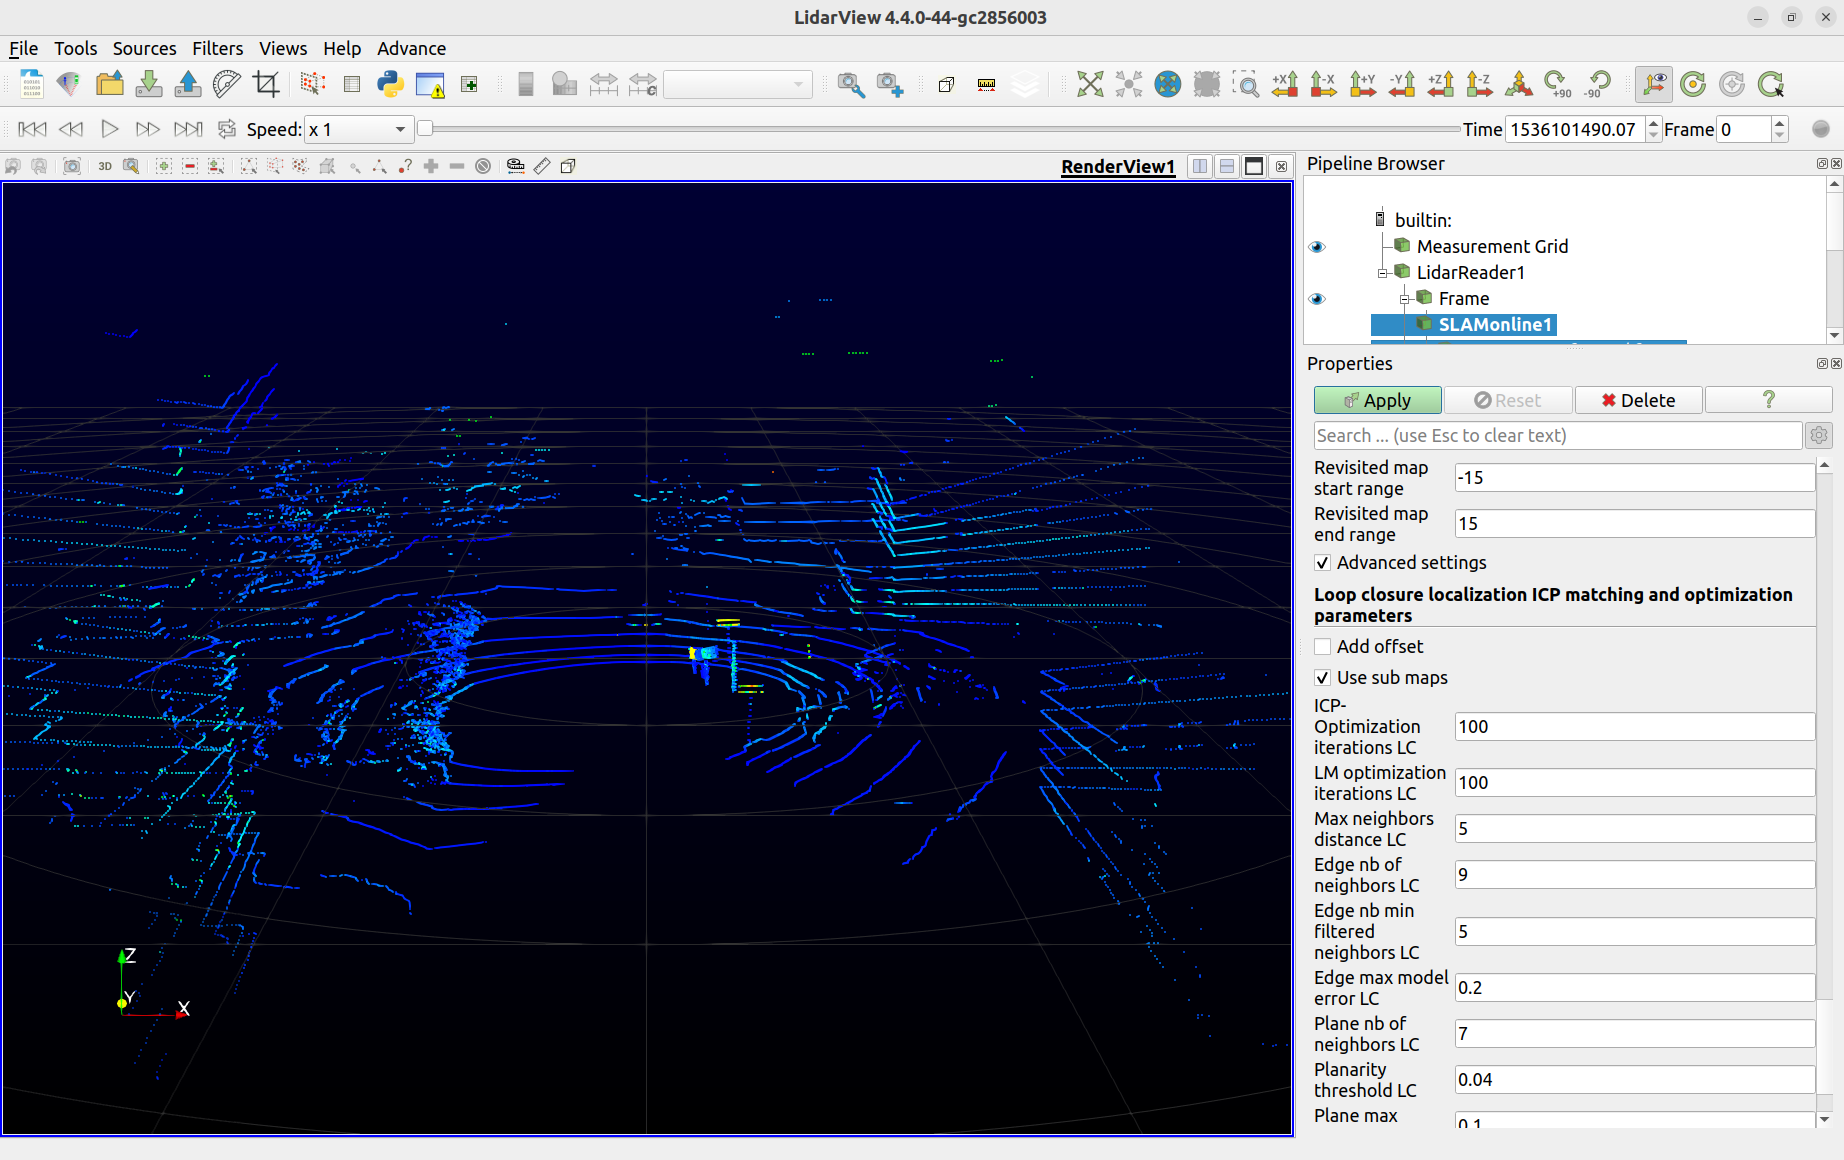 LidarView 4.4.0-44-gc2856003
File Tools Sources Filters Views Help Advance
+X -X +Y -Y +Z -Z +90 -90
Speed: x 1 Time 1536101490.07 Frame 0
3D RenderView1
Pipeline Browser
builtin:
Measurement Grid
LidarReader1
Frame
SLAMonline1
Properties
Apply Reset Delete ?
Search ... (use Esc to clear text)
Revisited map start range
-15
Revisited map end range
15
Advanced settings
Loop closure localization ICP matching and optimization
parameters
Add offset
Use sub maps
ICP-
Optimization
iterations LC
100
LM optimization
iterations LC
100
Max neighbors
distance LC
5
Edge nb of
neighbors LC
9
Edge nb min
filtered
neighbors LC
5
Edge max model
error LC
0.2
Plane nb of
neighbors LC
7
Planarity
threshold LC
0.04
Plane max
0.1
Z
Y
X